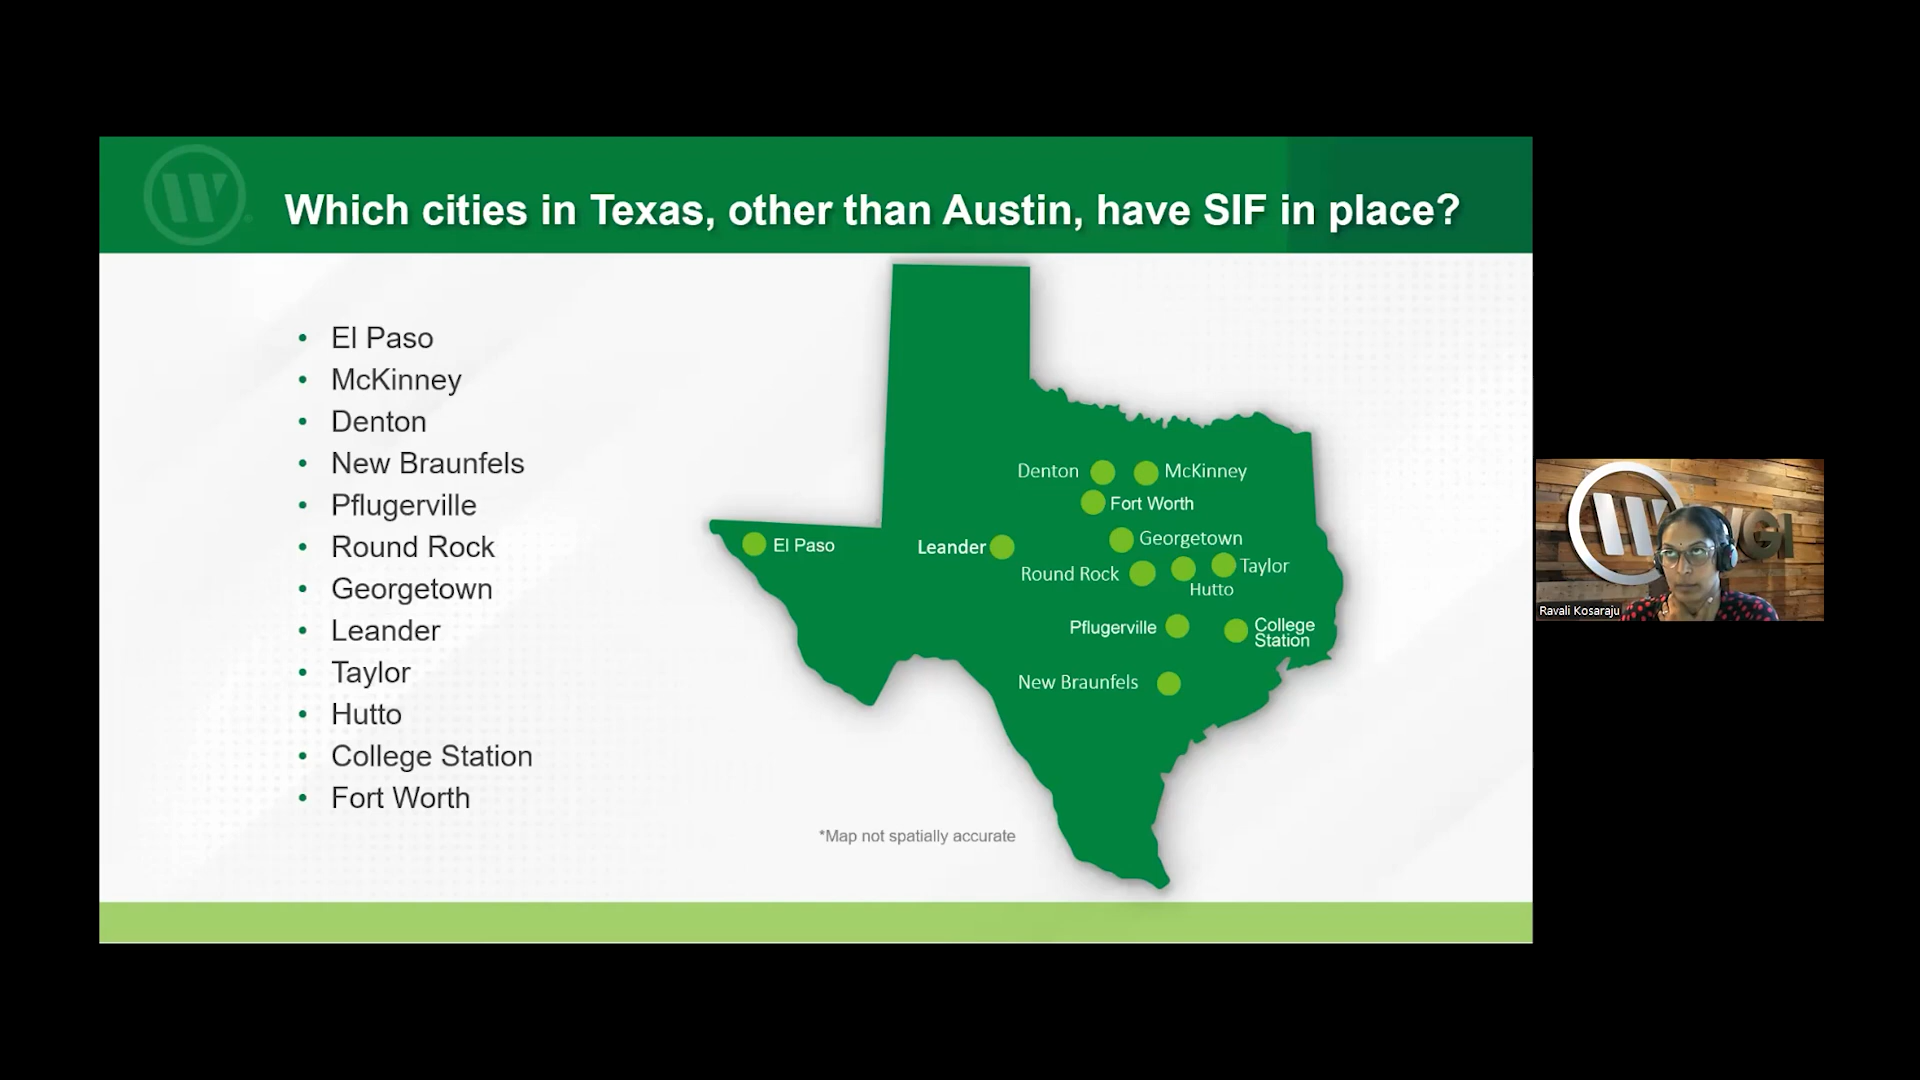 Which cities in Texas, other than Austin, have SIF in place?
• El Paso
• McKinney
• Denton
• New Braunfels
• Pflugerville
• Round Rock
• Georgetown
• Leander
• Taylor
• Hutto
• College Station
• Fort Worth
Denton
McKinney
Fort Worth
Georgetown
El Paso
Leander
Round Rock
Taylor
Hutto
Pflugerville
College
Station
New Braunfels
*Map not spatially accurate
WGI
Ravali Kosaraju